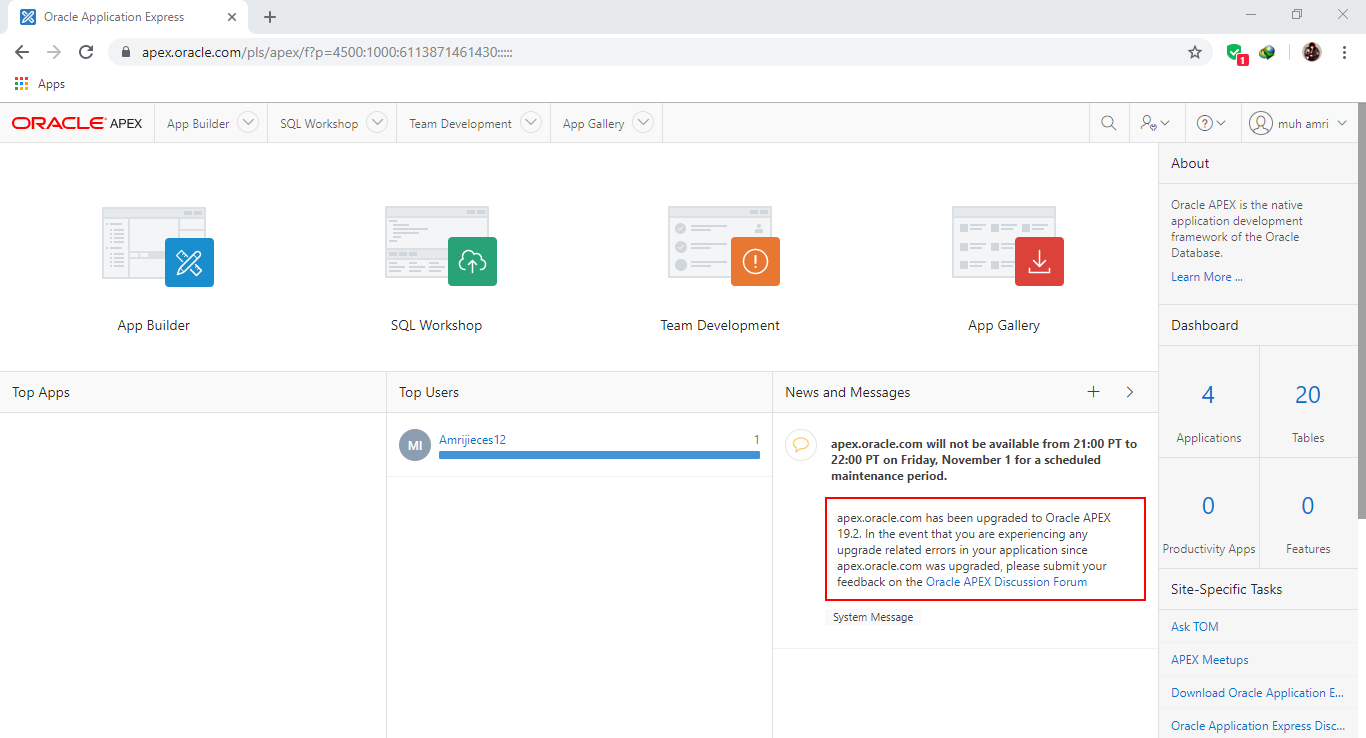 Oracle Application Express
apex.oracle.com/pls/apex/f?p=4500:1000:6113871461430:::::
1
Apps
ORACLE APEX
App Builder
SQL Workshop
Team Development
App Gallery
muh amri
App Builder
SQL Workshop
Team Development
App Gallery
Top Apps
Top Users
MI
Amrijieces12
1
News and Messages
apex.oracle.com will not be available from 21:00 PT to
22:00 PT on Friday, November 1 for a scheduled
maintenance period.
apex.oracle.com has been upgraded to Oracle APEX
19.2. In the event that you are experiencing any
upgrade related errors in your application since
apex.oracle.com was upgraded, please submit your
feedback on the Oracle APEX Discussion Forum
System Message
About
Oracle APEX is the native
application development
framework of the Oracle
Database.
Learn More ...
Dashboard
4
Applications
20
Tables
0
Productivity Apps
0
Features
Site-Specific Tasks
Ask TOM
APEX Meetups
Download Oracle Application E...
Oracle Application Express Disc...